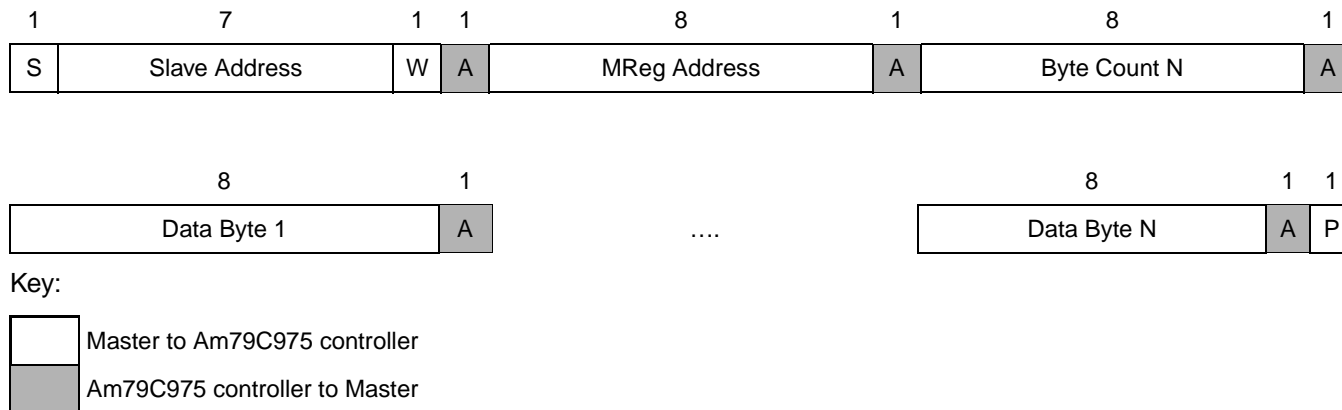 1 7 1 1 8 1 8 1
S Slave Address W A MReg Address A Byte Count N A
8 1 8 1 1
Data Byte 1 A …. Data Byte N A P
Key:
Master to Am79C975 controller
Am79C975 controller to Master